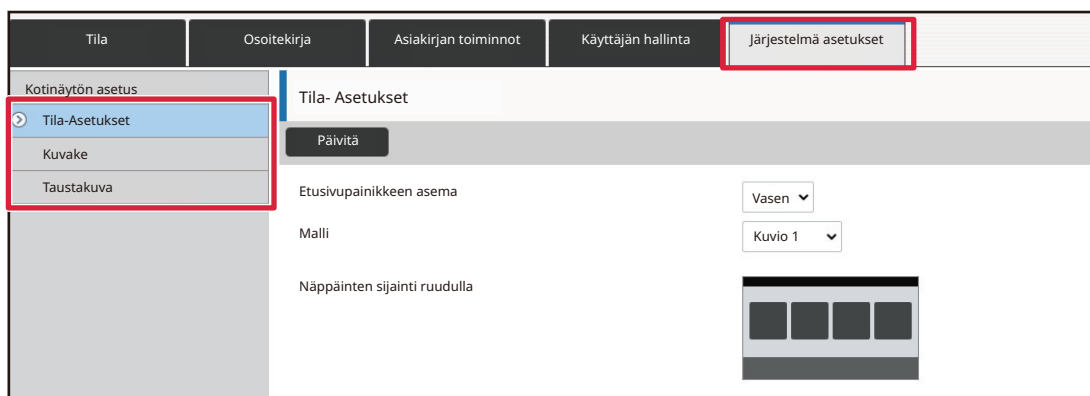 Tila
Osoitekirja
Asiakirjan toiminnot
Käyttäjän hallinta
Järjestelmä asetukset
Kotinäytön asetus
Tila-Asetukset
Kuvake
Taustakuva
Tila- Asetukset
Päivitä
Etusivupainikkeen asema
Vasen
Malli
Kuvio 1
Näppäinten sijainti ruudulla